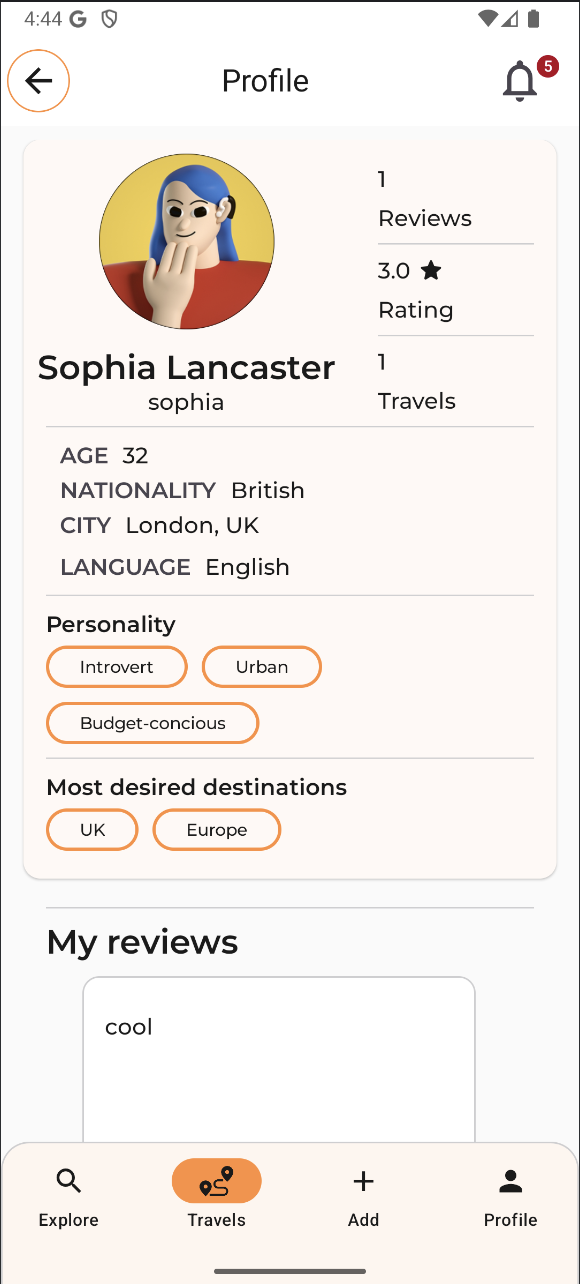 4:44
Profile
5
1
Reviews
3.0
Rating
1
Travels
Sophia Lancaster
sophia
AGE 32
NATIONALITY British
CITY London, UK
LANGUAGE English
Personality
Introvert Urban
Budget-concious
Most desired destinations
UK Europe
My reviews
cool
Explore Travels Add Profile